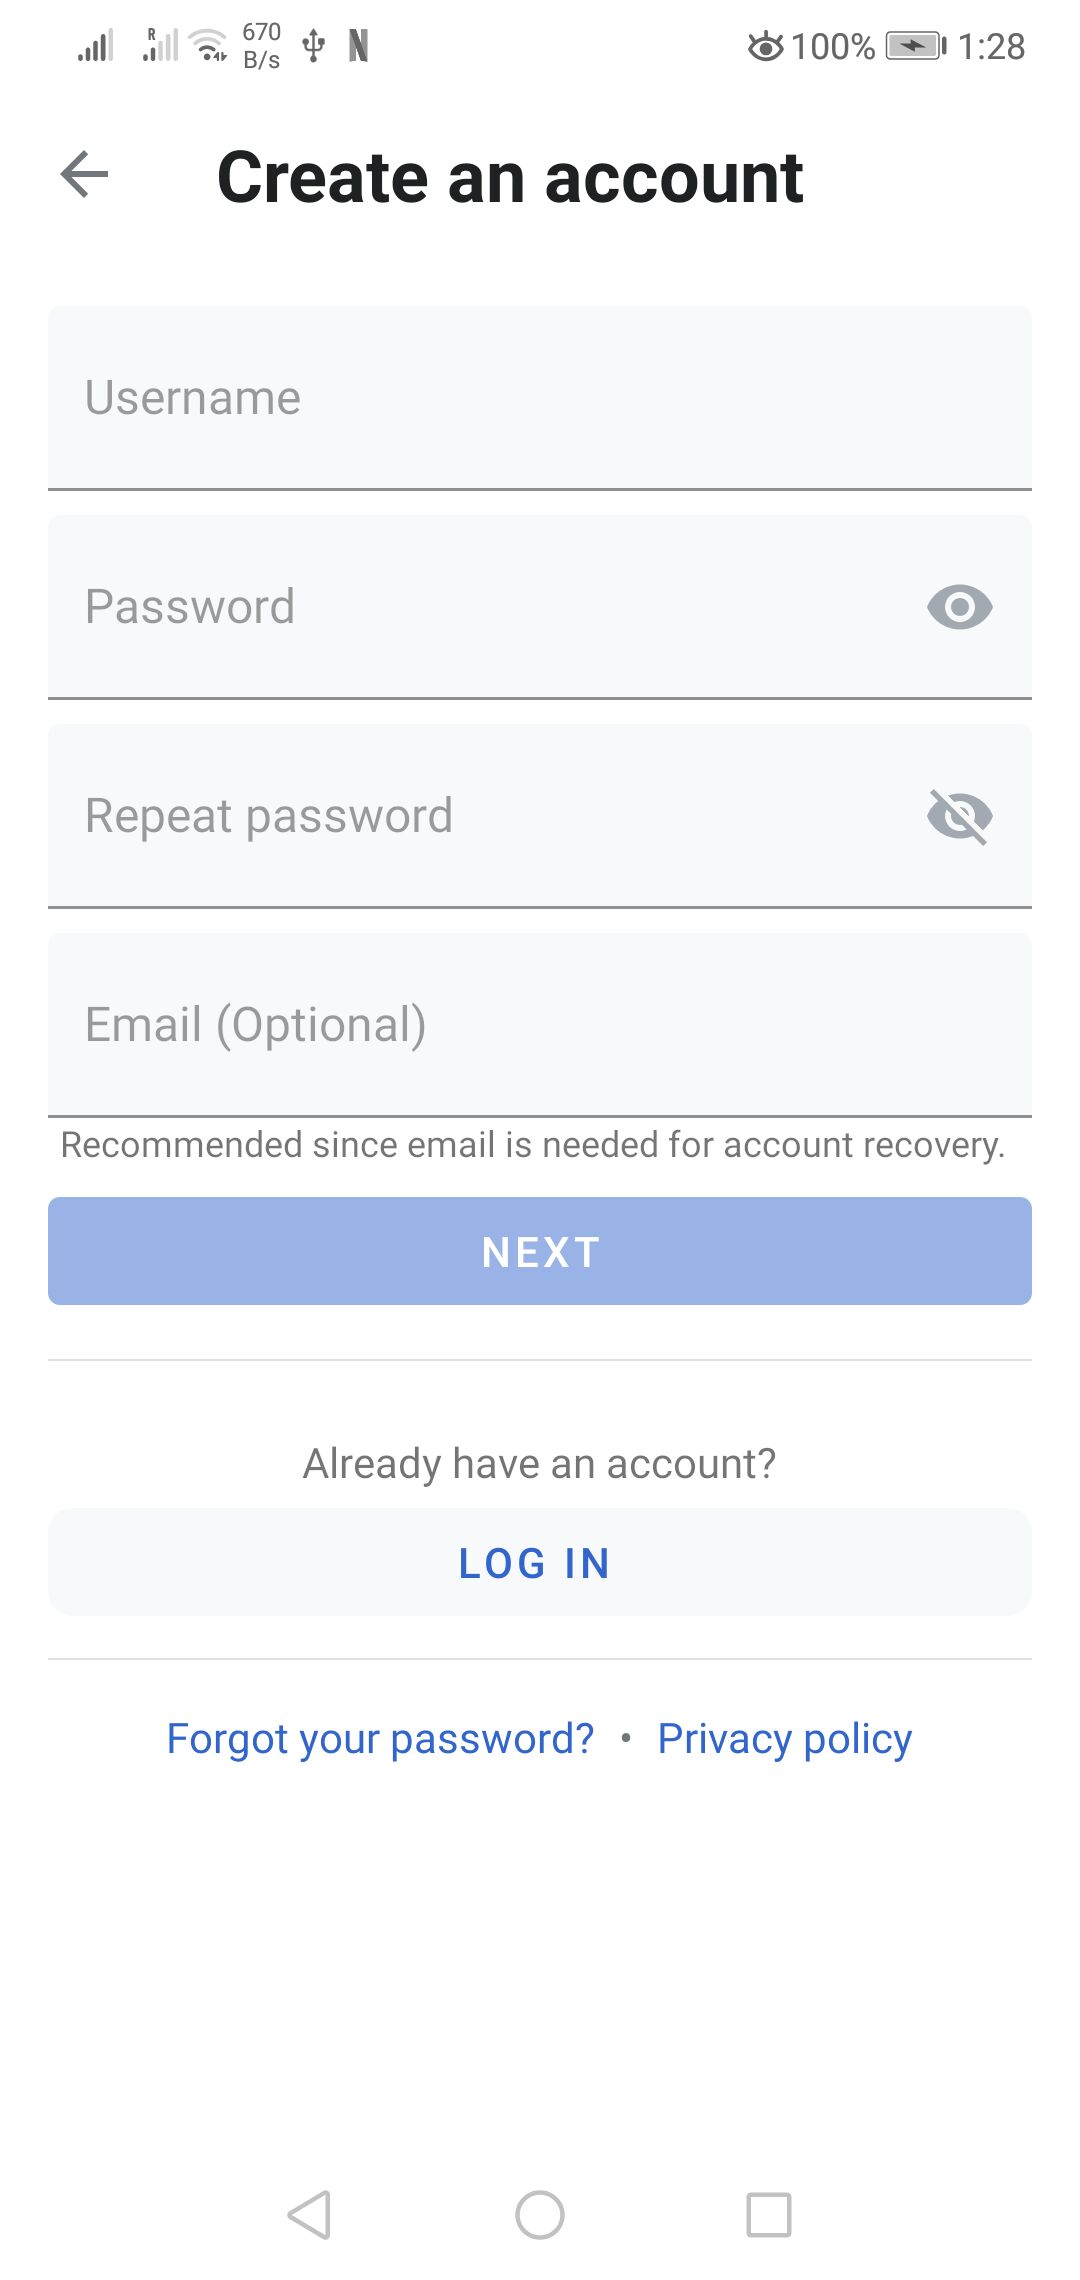 R 670 B/s N 100% 1:28
Create an account
Username
Password
Repeat password
Email (Optional)
Recommended since email is needed for account recovery.
NEXT
Already have an account?
LOG IN
Forgot your password? • Privacy policy